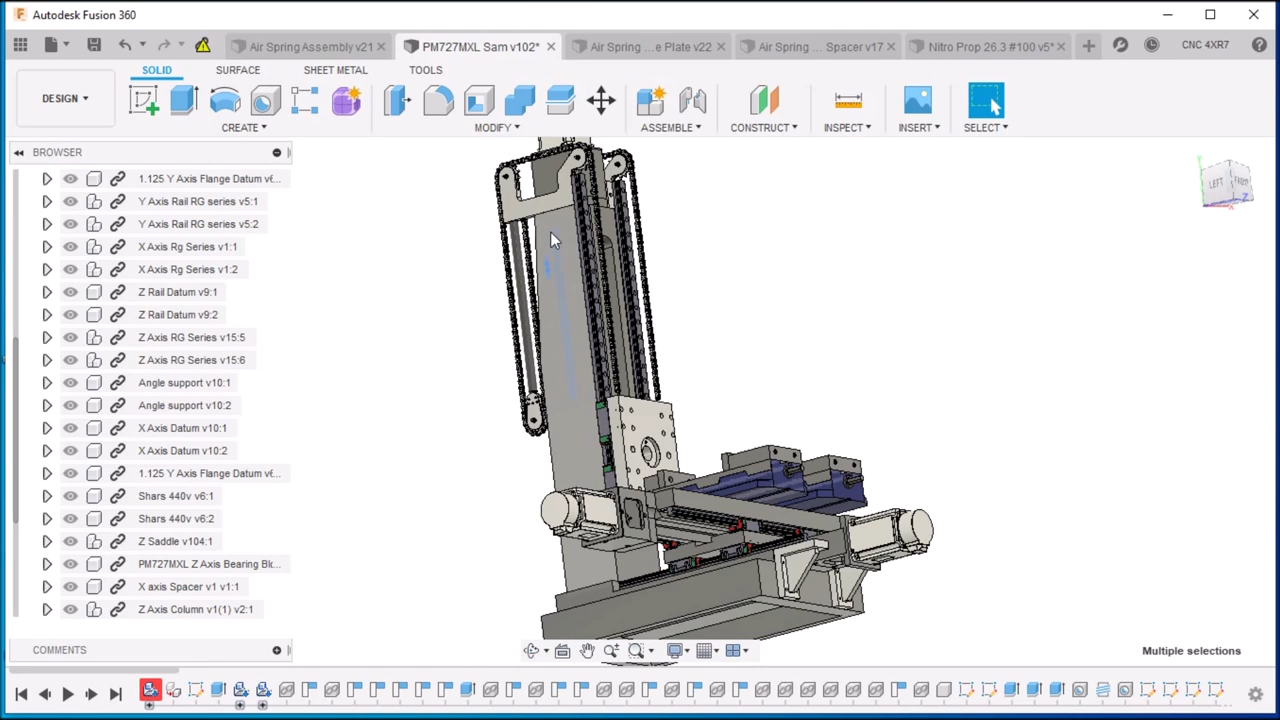 Autodesk Fusion 360
Air Spring Assembly v21
PM727MXL Sam v102*
Air Spring ...e Plate v22
Air Spring ... Spacer v17
Nitro Prop 26.3 #100 v5*
CNC 4XR7
SOLID
SURFACE
SHEET METAL
TOOLS
DESIGN
CREATE
MODIFY
ASSEMBLE
CONSTRUCT
INSPECT
INSERT
SELECT
BROWSER
1.125 Y Axis Flange Datum v6...
Y Axis Rail RG series v5:1
Y Axis Rail RG series v5:2
X Axis Rg Series v1:1
X Axis Rg Series v1:2
Z Rail Datum v9:1
Z Rail Datum v9:2
Z Axis RG Series v15:5
Z Axis RG Series v15:6
Angle support v10:1
Angle support v10:2
X Axis Datum v10:1
X Axis Datum v10:2
1.125 Y Axis Flange Datum v6...
Shars 440v v6:1
Shars 440v v6:2
Z Saddle v104:1
PM727MXL Z Axis Bearing Bl...
X axis Spacer v1 v1:1
Z Axis Column v1(1) v2:1
LEFT
Z
X
COMMENTS
Multiple selections